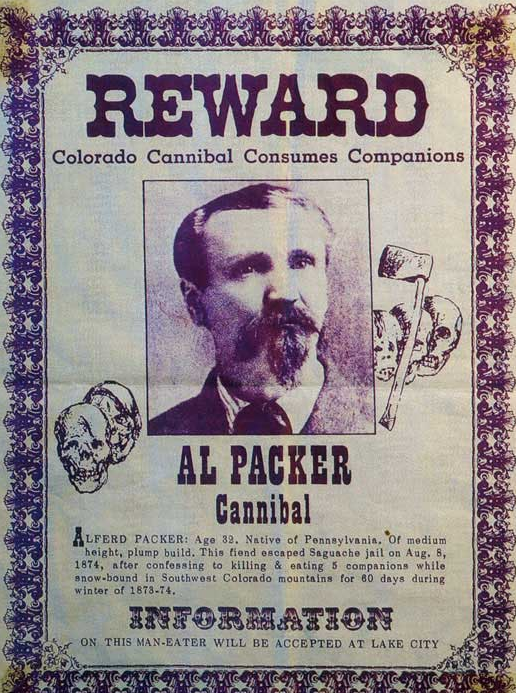 REWARD
Colorado Cannibal Consumes Companions
AL PACKER
Cannibal
ALFERD PACKER: Age 32. Native of Pennsylvania. Of medium
height, plump build. This fiend escaped Saguache jail on Aug. 8,
1874, after confessing to killing & eating 5 companions while
snow-bound in Southwest Colorado mountains for 60 days during
winter of 1873-74.
INFORMATION
ON THIS MAN-EATER WILL BE ACCEPTED AT LAKE CITY